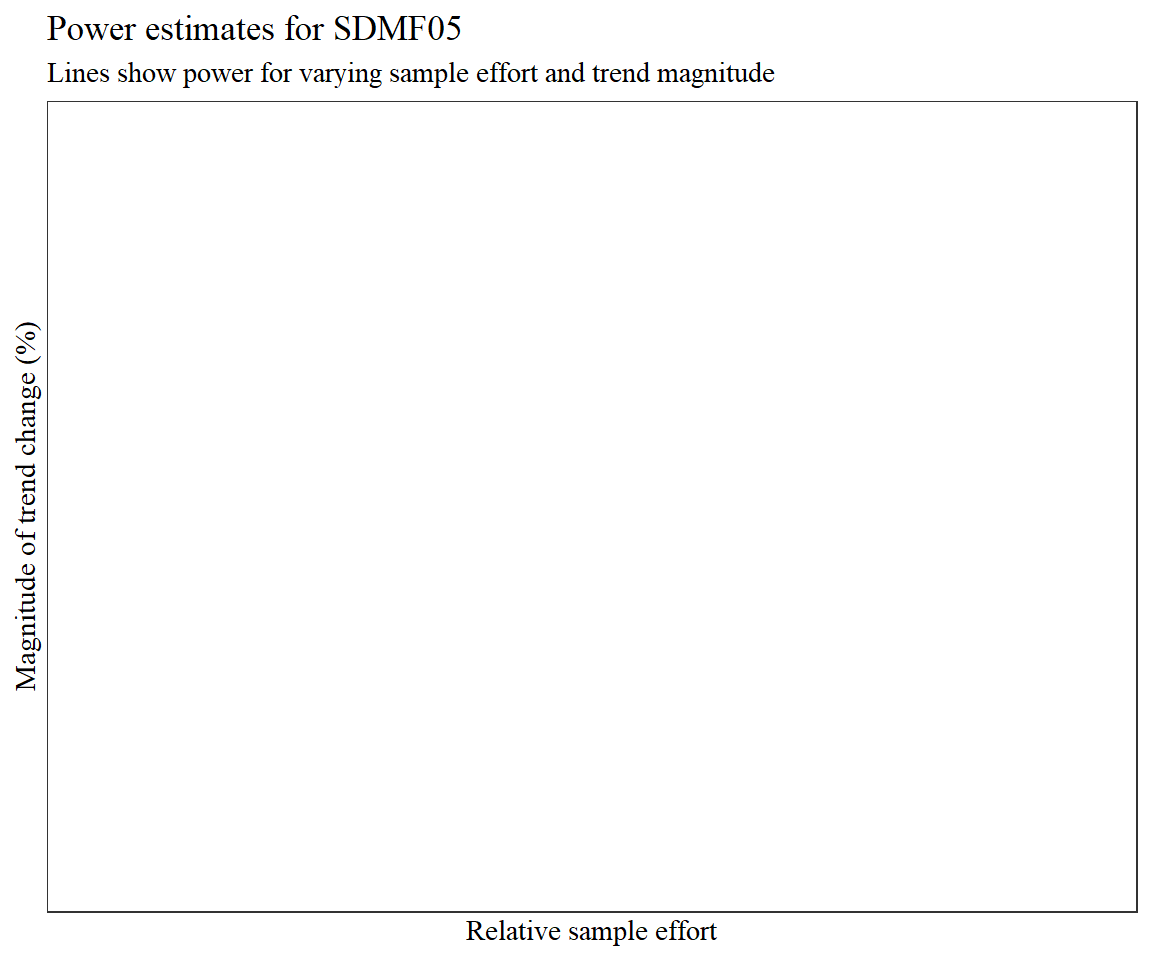 Power estimates for SDMF05
Lines show power for varying sample effort and trend magnitude
Magnitude of trend change (%)
Relative sample effort